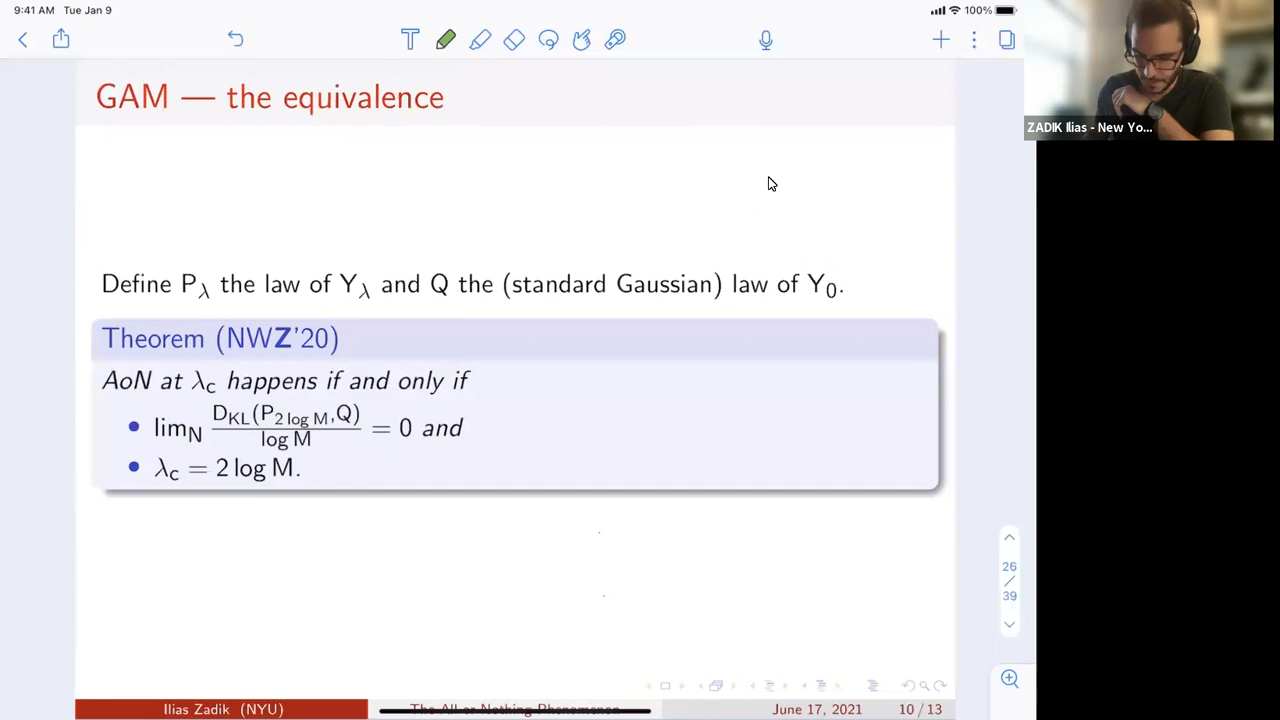 9:41 AM Tue Jan 9
100%
ZADIK Ilias - New Yo...
GAM — the equivalence
Define P_λ the law of Y_λ and Q the (standard Gaussian) law of Y_0.
Theorem (NWZ'20)
AoN at λ_c happens if and only if
• lim_N D_KL(P_{2 log M},Q) / log M = 0 and
• λ_c = 2 log M.
26
/
39
Ilias Zadik (NYU)
The All-or-Nothing Phenomenon
June 17, 2021
10 / 13